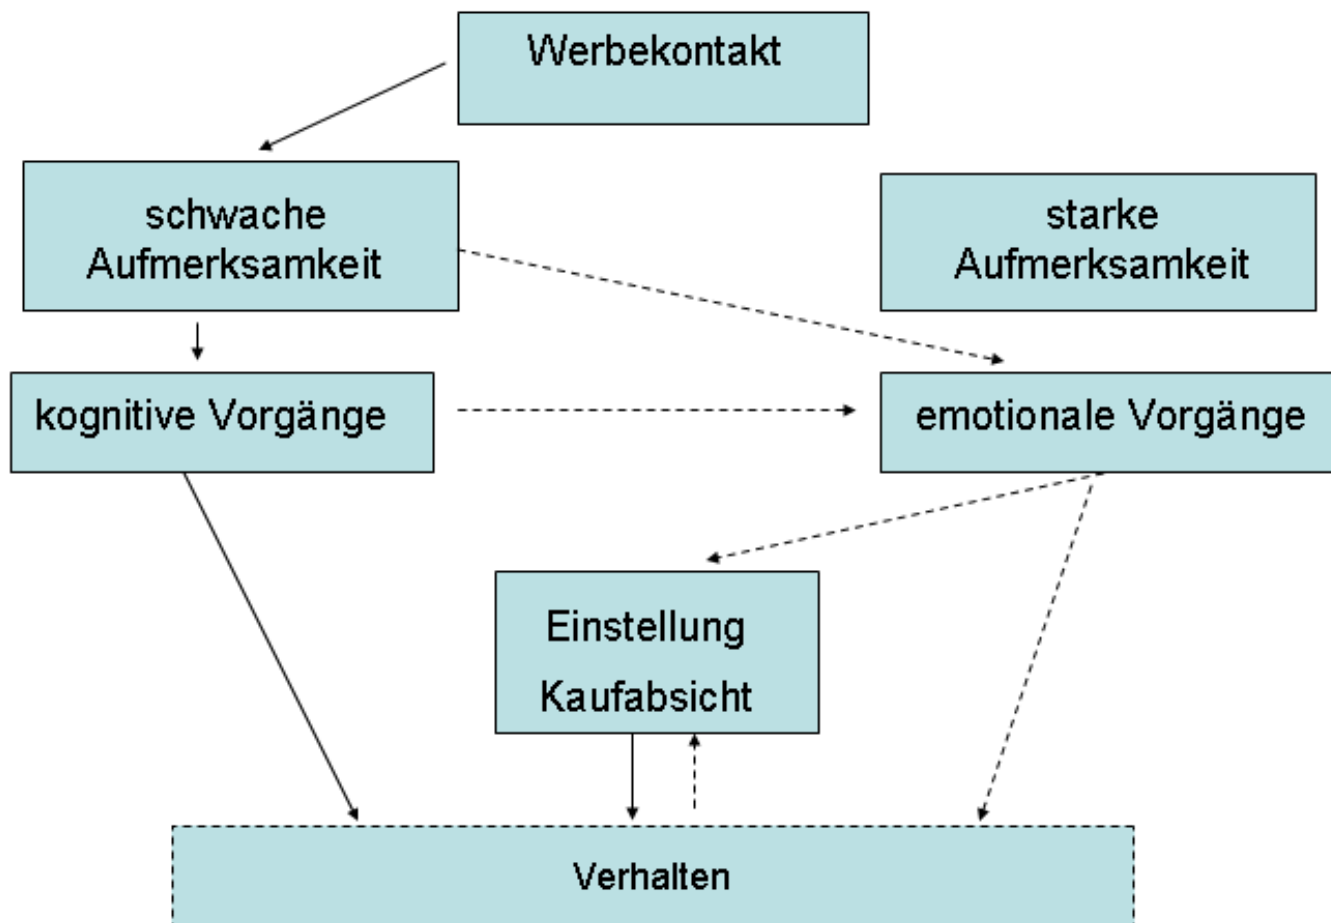 Werbekontakt
schwache
Aufmerksamkeit
starke
Aufmerksamkeit
kognitive Vorgänge
emotionale Vorgänge
Einstellung
Kaufabsicht
Verhalten